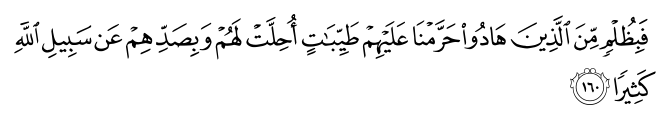 فَبِظُلْمٍ مِّنَ ٱلَّذِينَ هَادُوا۟ حَرَّمْنَا عَلَيْهِمْ طَيِّبَٰتٍ أُحِلَّتْ لَهُمْ وَبِصَدِّهِمْ عَن سَبِيلِ ٱللَّهِ
كَثِيرًا ١٦٠